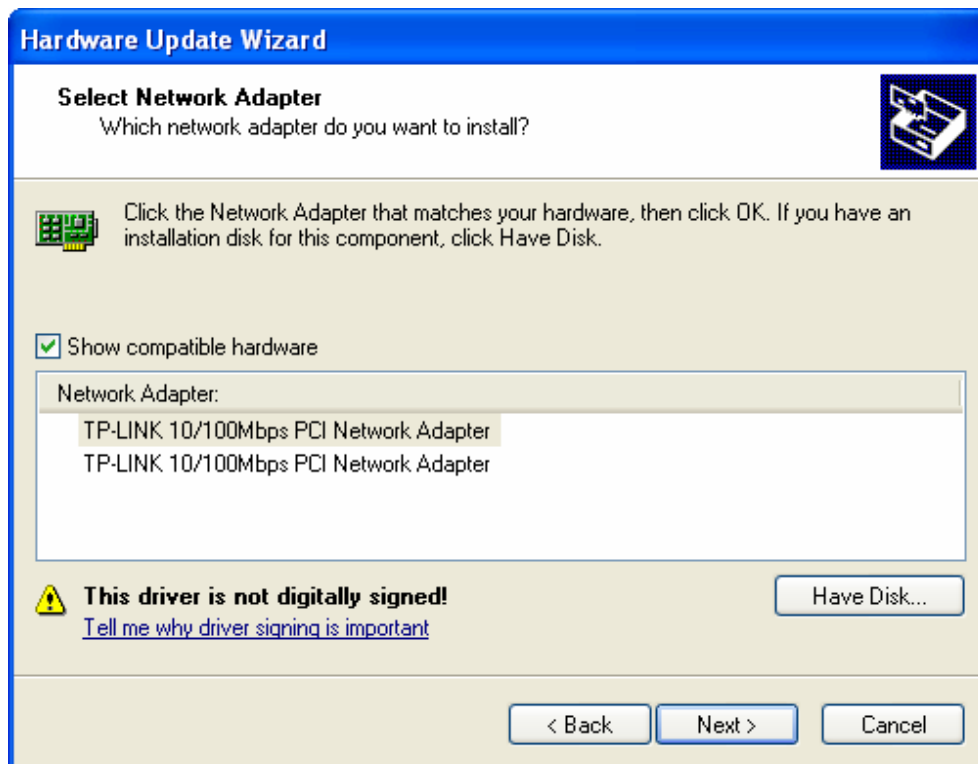 Hardware Update Wizard
Select Network Adapter
Which network adapter do you want to install?
Click the Network Adapter that matches your hardware, then click OK. If you have an
installation disk for this component, click Have Disk.
Show compatible hardware
Network Adapter:
TP-LINK 10/100Mbps PCI Network Adapter
TP-LINK 10/100Mbps PCI Network Adapter
This driver is not digitally signed!
Have Disk...
Tell me why driver signing is important
< Back
Next >
Cancel